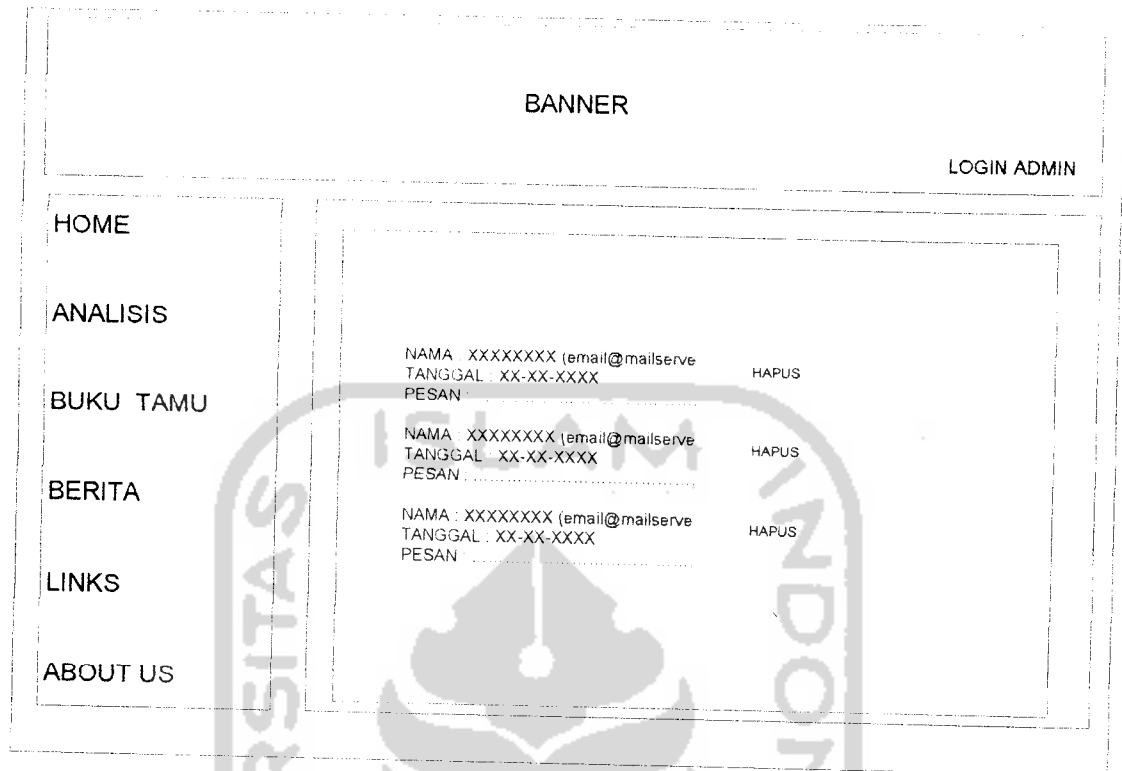 BANNER
LOGIN ADMIN
HOME
ANALISIS
BUKU TAMU
BERITA
LINKS
ABOUT US
NAMA : XXXXXXXX (email@mailserve
TANGGAL : XX-XX-XXXX
PESAN : ........................................
HAPUS
NAMA : XXXXXXXX (email@mailserve
TANGGAL : XX-XX-XXXX
PESAN : ........................................
HAPUS
NAMA : XXXXXXXX (email@mailserve
TANGGAL : XX-XX-XXXX
PESAN : ........................................
HAPUS
ISLAM